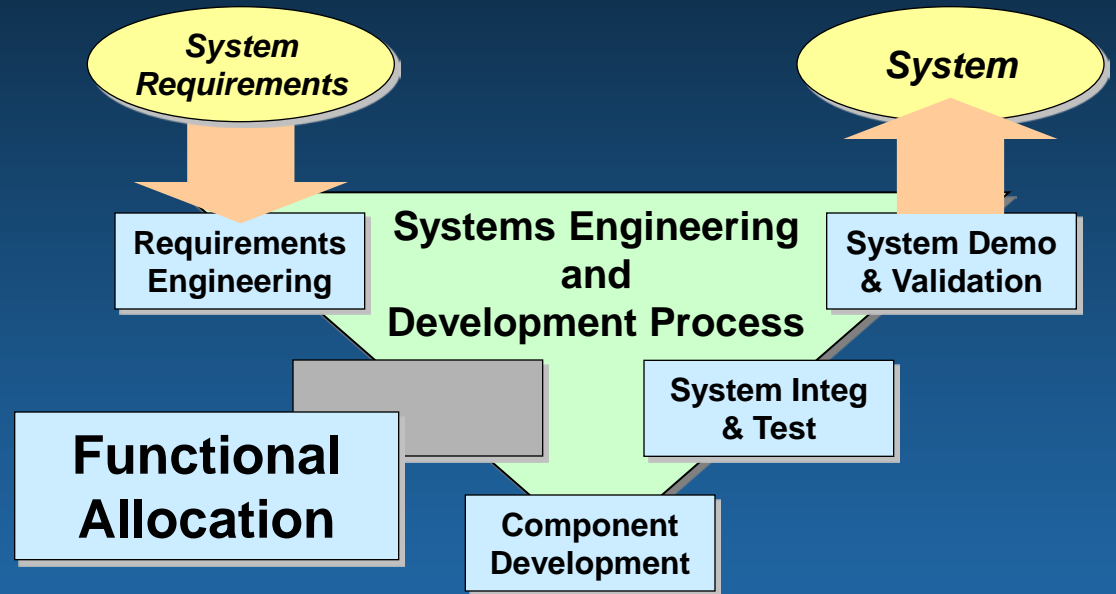 System
Requirements
System
Systems Engineering
and
Development Process
Requirements
Engineering
System Demo
& Validation
System Integ
& Test
Functional
Allocation
Component
Development